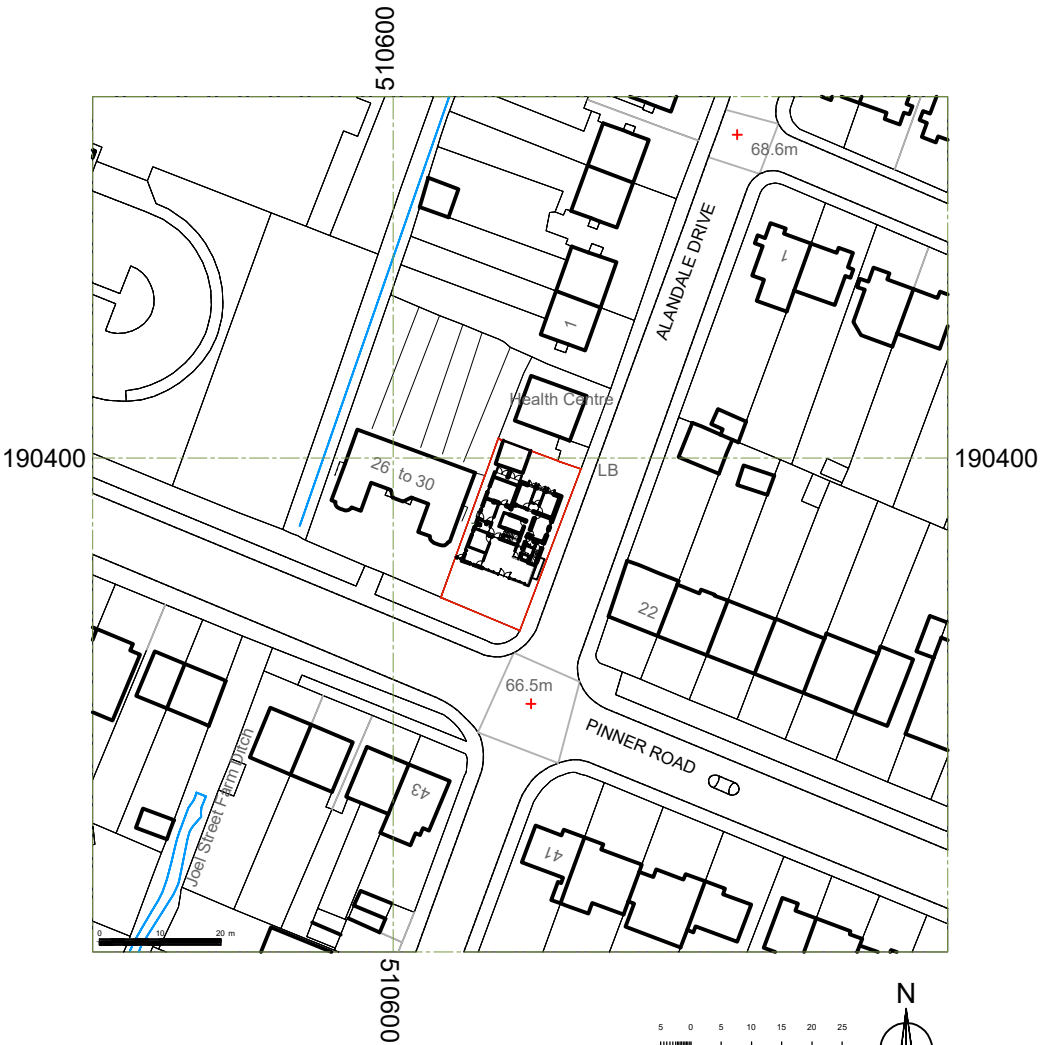 510600
68.6m
ALANDALE DRIVE
1
1
Health Centre
190400
26 to 30
LB
190400
22
66.5m
PINNER ROAD
Joel Street Farm Ditch
43
41
0 10 20 m
510600
N
5 0 5 10 15 20 25